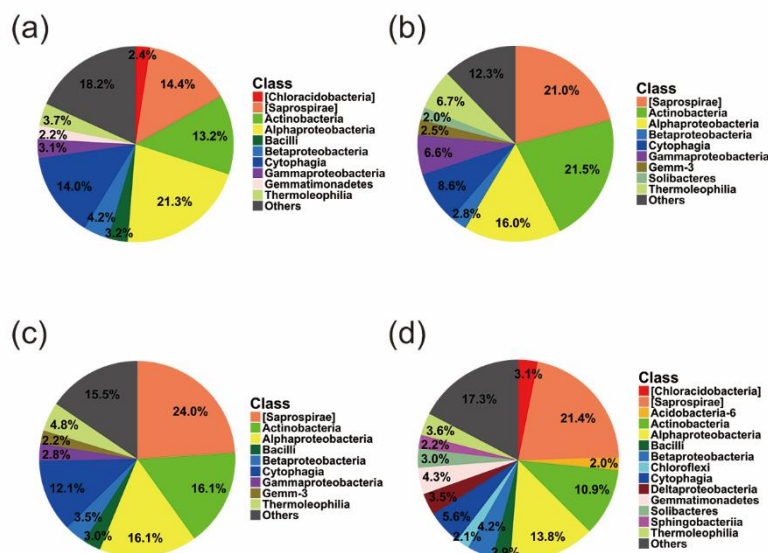 (a)
2.4%
14.4%
13.2%
21.3%
3.2%
4.2%
14.0%
3.1%
2.2%
3.7%
18.2%
Class
[Chloracidobacteria]
[Saprospirae]
Actinobacteria
Alphaproteobacteria
Bacilli
Betaproteobacteria
Cytophagia
Gammaproteobacteria
Gemmatimonadetes
Thermoleophilia
Others
(b)
21.0%
21.5%
16.0%
2.8%
8.6%
6.6%
2.5%
2.0%
6.7%
12.3%
Class
[Saprospirae]
Actinobacteria
Alphaproteobacteria
Betaproteobacteria
Cytophagia
Gammaproteobacteria
Gemm-3
Solibacteres
Thermoleophilia
Others
(c)
24.0%
16.1%
16.1%
3.0%
3.5%
12.1%
2.8%
2.2%
4.8%
15.5%
Class
[Saprospirae]
Actinobacteria
Alphaproteobacteria
Bacilli
Betaproteobacteria
Cytophagia
Gammaproteobacteria
Gemm-3
Thermoleophilia
Others
(d)
3.1%
21.4%
2.0%
10.9%
13.8%
2.9%
4.2%
2.1%
5.6%
3.5%
4.3%
3.0%
2.2%
3.6%
17.3%
Class
[Chloracidobacteria]
[Saprospirae]
Acidobacteria-6
Actinobacteria
Alphaproteobacteria
Bacilli
Betaproteobacteria
Chloroflexi
Cytophagia
Deltaproteobacteria
Gemmatimonadetes
Solibacteres
Sphingobacteriia
Thermoleophilia
Others